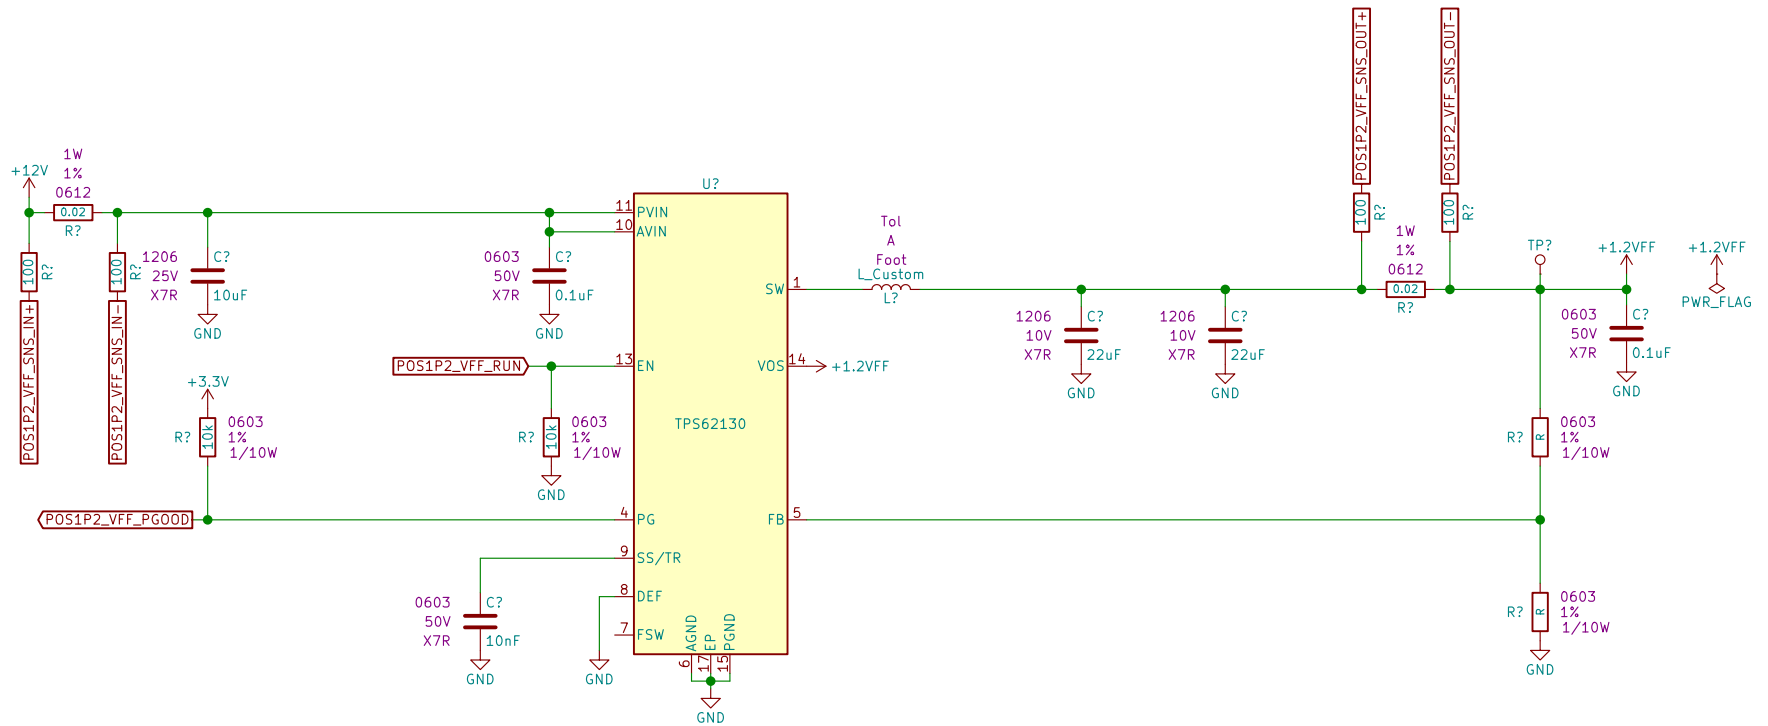 POS1P2_VFF_SNS_OUT+
POS1P2_VFF_SNS_OUT-
1W
1%
0612
+12V
0.02
R?
100
R?
POS1P2_VFF_SNS_IN+
100
R?
POS1P2_VFF_SNS_IN-
1206
25V
X7R
C?
10uF
GND
0603
50V
X7R
C?
0.1uF
GND
U?
11
PVIN
10
AVIN
SW
1
13
EN
VOS
14
+1.2VFF
TPS62130
4
PG
FB
5
9
SS/TR
8
DEF
7
FSW
AGND
EP
PGND
6
17
15
GND
POS1P2_VFF_RUN
R?
10k
0603
1%
1/10W
GND
+3.3V
R?
10k
0603
1%
1/10W
POS1P2_VFF_PGOOD
0603
50V
X7R
C?
10nF
GND
GND
Tol
A
Foot
L_Custom
L?
1206
10V
X7R
C?
22uF
GND
1206
10V
X7R
C?
22uF
GND
100
R?
100
R?
1W
1%
0612
0.02
R?
TP?
+1.2VFF
+1.2VFF
PWR_FLAG
0603
50V
X7R
C?
0.1uF
GND
R?
R
0603
1%
1/10W
R?
R
0603
1%
1/10W
GND